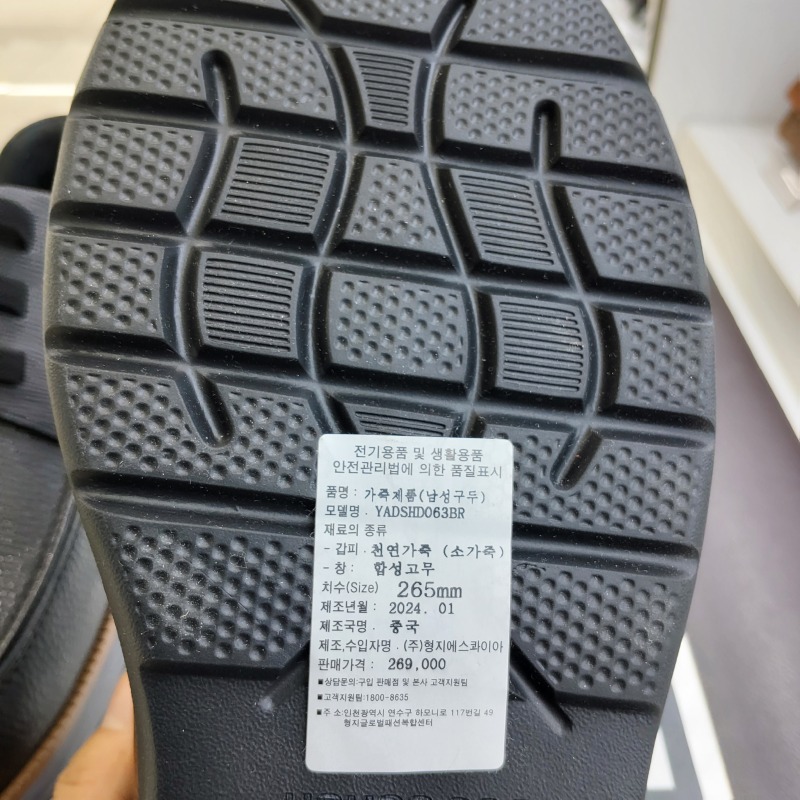 전기용품 및 생활용품
안전관리법에 의한 품질표시
품명 : 가죽제품(남성구두)
모델명 . YADSHD063BR
재료의 종류
- 갑피 . 천연가죽 (소가죽)
- 창 : 합성고무
치수(Size) 265mm
제조년월 : 2024. 01
제조국명 . 중국
제조,수입자명 . (주)형지에스콰이아
판매가격 : 269,000
■상담문의:구입 판매점 및 본사 고객지원팀
■고객지원팀:1800-8635
■주 소:인천광역시 연수구 하모니로 177번길 49
형지글로벌패션복합센터